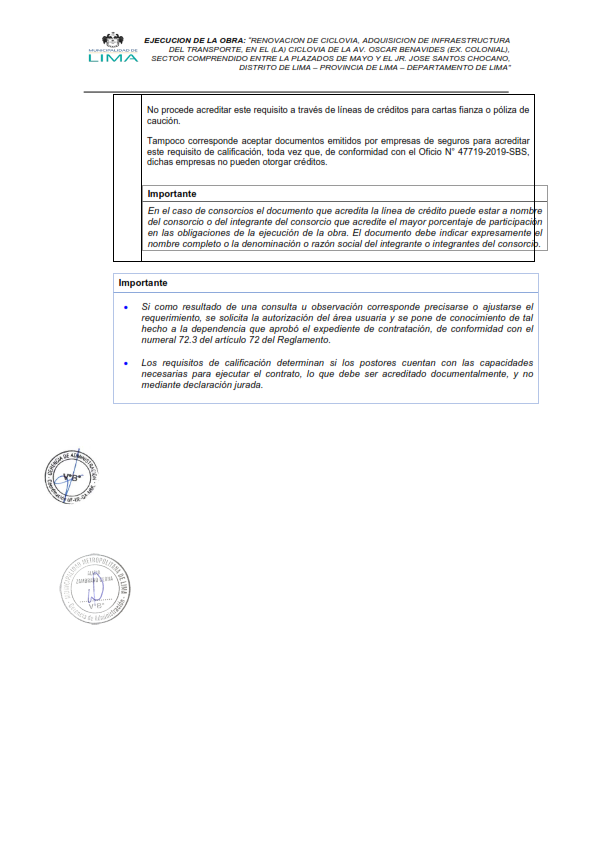 MUNICIPALIDAD DE
LIMA
EJECUCION DE LA OBRA: "RENOVACION DE CICLOVIA, ADQUISICION DE INFRAESTRUCTURA
DEL TRANSPORTE, EN EL (LA) CICLOVIA DE LA AV. OSCAR BENAVIDES (EX. COLONIAL),
SECTOR COMPRENDIDO ENTRE LA PLAZADOS DE MAYO Y EL JR. JOSE SANTOS CHOCANO,
DISTRITO DE LIMA – PROVINCIA DE LIMA – DEPARTAMENTO DE LIMA"
No procede acreditar este requisito a través de líneas de créditos para cartas fianza o póliza de
caución.
Tampoco corresponde aceptar documentos emitidos por empresas de seguros para acreditar
este requisito de calificación, toda vez que, de conformidad con el Oficio N° 47719-2019-SBS,
dichas empresas no pueden otorgar créditos.
Importante
En el caso de consorcios el documento que acredita la línea de crédito puede estar a nombre
del consorcio o del integrante del consorcio que acredite el mayor porcentaje de participación
en las obligaciones de la ejecución de la obra. El documento debe indicar expresamente el
nombre completo o la denominación o razón social del integrante o integrantes del consorcio.
Importante
• Si como resultado de una consulta u observación corresponde precisarse o ajustarse el
requerimiento, se solicita la autorización del área usuaria y se pone de conocimiento de tal
hecho a la dependencia que aprobó el expediente de contratación, de conformidad con el
numeral 72.3 del artículo 72 del Reglamento.
• Los requisitos de calificación determinan si los postores cuentan con las capacidades
necesarias para ejecutar el contrato, lo que debe ser acreditado documentalmente, y no
mediante declaración jurada.
GERENCIA DE ADMINISTRACIÓN
V°B°
MUNICIPALIDAD METROPOLITANA DE LIMA
V°B°